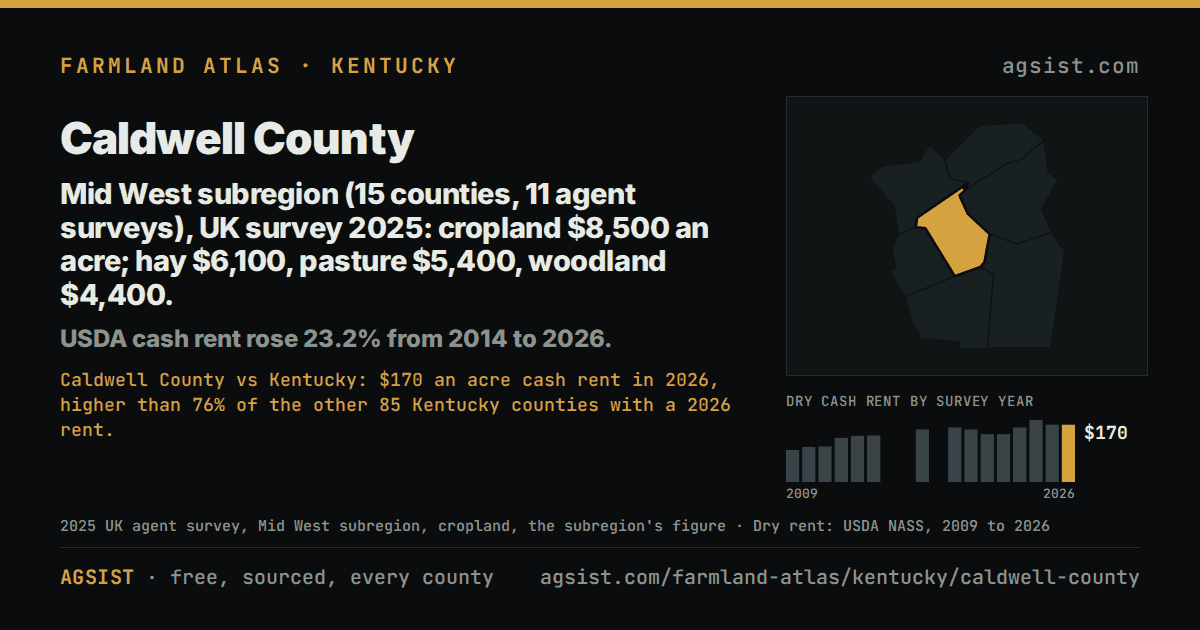 FARMLAND ATLAS · KENTUCKY
agsist.com
Caldwell County
Mid West subregion (15 counties, 11 agent
surveys), UK survey 2025: cropland $8,500 an
acre; hay $6,100, pasture $5,400, woodland
$4,400.
USDA cash rent rose 23.2% from 2014 to 2026.
Caldwell County vs Kentucky: $170 an acre cash rent in 2026,
higher than 76% of the other 85 Kentucky counties with a 2026
rent.
DRY CASH RENT BY SURVEY YEAR
$170
2009 2026
2025 UK agent survey, Mid West subregion, cropland, the subregion's figure · Dry rent: USDA NASS, 2009 to 2026
AGSIST · free, sourced, every county
agsist.com/farmland-atlas/kentucky/caldwell-county